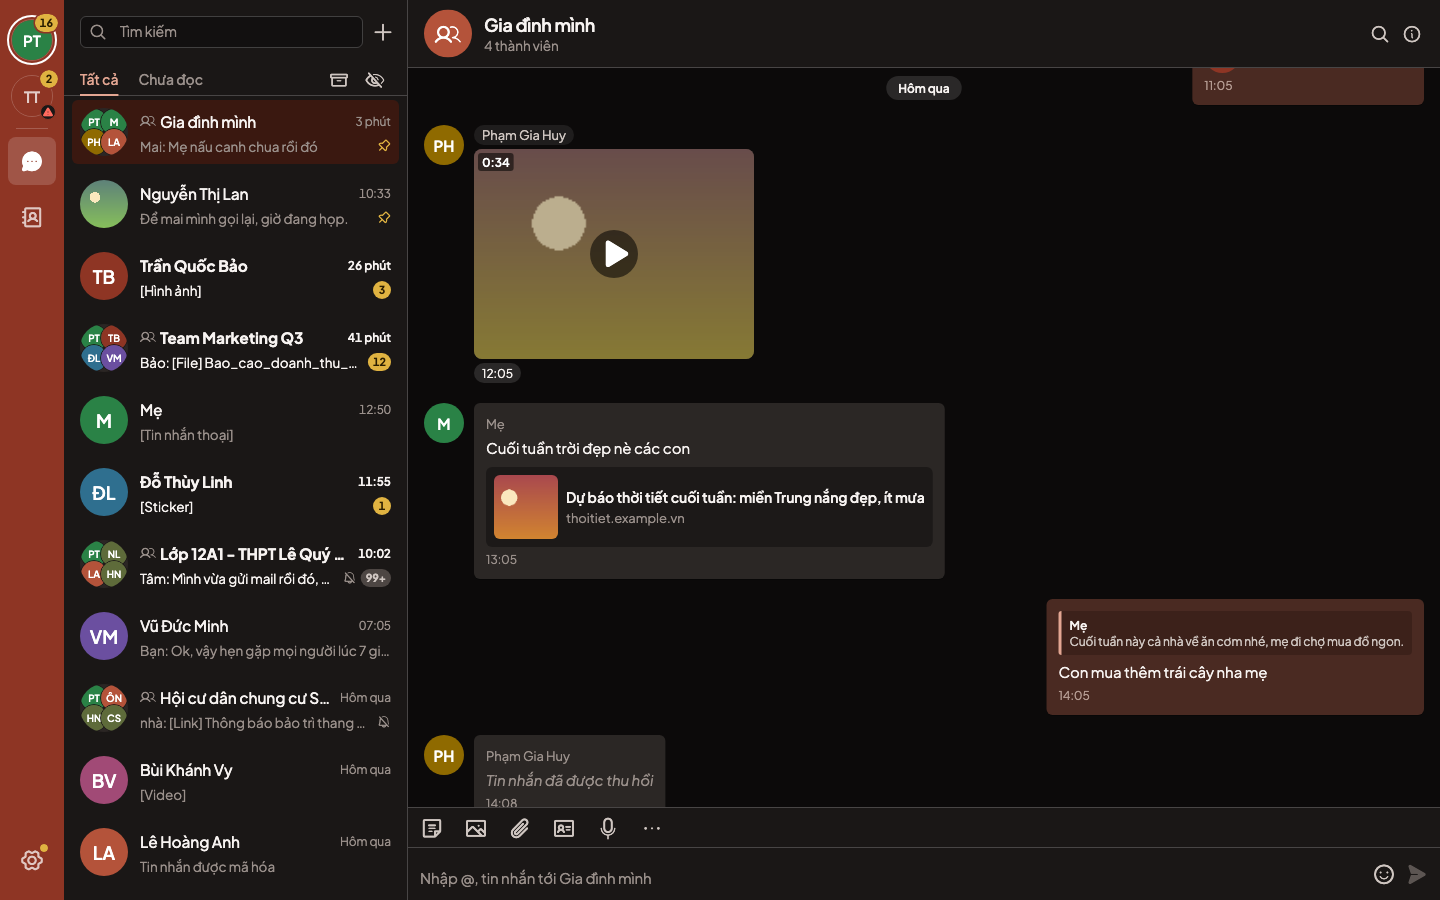 PT
16
TT
2
Tìm kiếm
Tất cả
Chưa đọc
PT
M
PH
LA
Gia đình mình
3 phút
Mai: Mẹ nấu canh chua rồi đó
Nguyễn Thị Lan
10:33
Để mai mình gọi lại, giờ đang họp.
TB
Trần Quốc Bảo
26 phút
[Hình ảnh]
3
PT
TB
ĐL
VM
Team Marketing Q3
41 phút
Bảo: [File] Bao_cao_doanh_thu_...
12
M
Mẹ
12:50
[Tin nhắn thoại]
ĐL
Đỗ Thùy Linh
11:55
[Sticker]
1
PT
NL
LA
HN
Lớp 12A1 - THPT Lê Quý ...
10:02
Tâm: Mình vừa gửi mail rồi đó, ...
99+
VM
Vũ Đức Minh
07:05
Bạn: Ok, vậy hẹn gặp mọi người lúc 7 gi...
PT
ÔN
HN
CS
Hội cư dân chung cư S...
Hôm qua
nhà: [Link] Thông báo bảo trì thang ...
BV
Bùi Khánh Vy
Hôm qua
[Video]
LA
Lê Hoàng Anh
Hôm qua
Tin nhắn được mã hóa
Gia đình mình
4 thành viên
Hôm qua
11:05
PH
Phạm Gia Huy
0:34
12:05
M
Mẹ
Cuối tuần trời đẹp nè các con
Dự báo thời tiết cuối tuần: miền Trung nắng đẹp, ít mưa
thoitiet.example.vn
13:05
Mẹ
Cuối tuần này cả nhà về ăn cơm nhé, mẹ đi chợ mua đồ ngon.
Con mua thêm trái cây nha mẹ
14:05
PH
Phạm Gia Huy
Tin nhắn đã được thu hồi
14:08
Nhập @, tin nhắn tới Gia đình mình